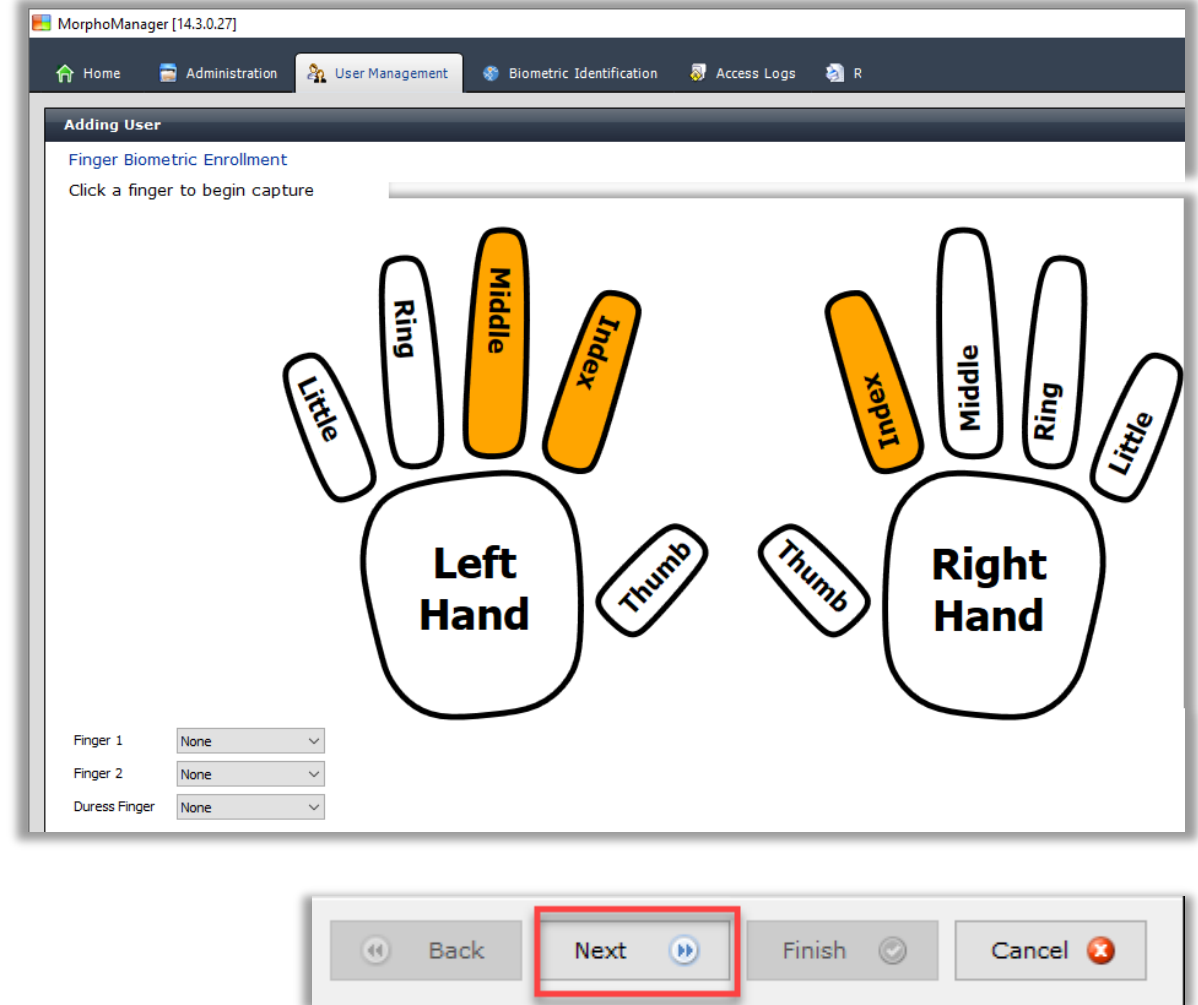 MorphoManager [14.3.0.27]
Home Administration User Management Biometric Identification Access Logs R
Adding User
Finger Biometric Enrollment
Click a finger to begin capture
Little Ring Middle Index Thumb
Left
Hand
Thumb Index Middle Ring Little
Right
Hand
Finger 1 None
Finger 2 None
Duress Finger None
Back Next Finish Cancel